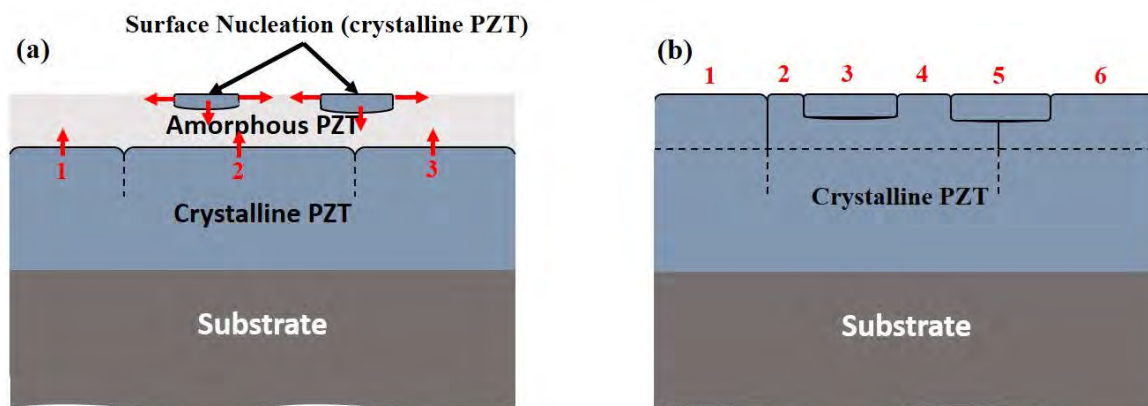 Surface Nucleation (crystalline PZT)
(a)
Amorphous PZT
1 2 3
Crystalline PZT
Substrate
(b)
1 2 3 4 5 6
Crystalline PZT
Substrate